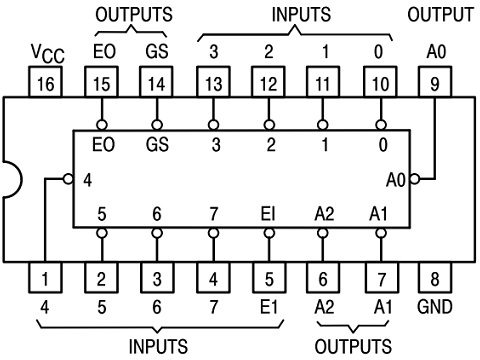 OUTPUTS INPUTS OUTPUT
VCC EO GS 3 2 1 0 A0
16 15 14 13 12 11 10 9
EO GS 3 2 1 0
4 A0
5 6 7 EI A2 A1
1 2 3 4 5 6 7 8
4 5 6 7 E1 A2 A1 GND
INPUTS OUTPUTS